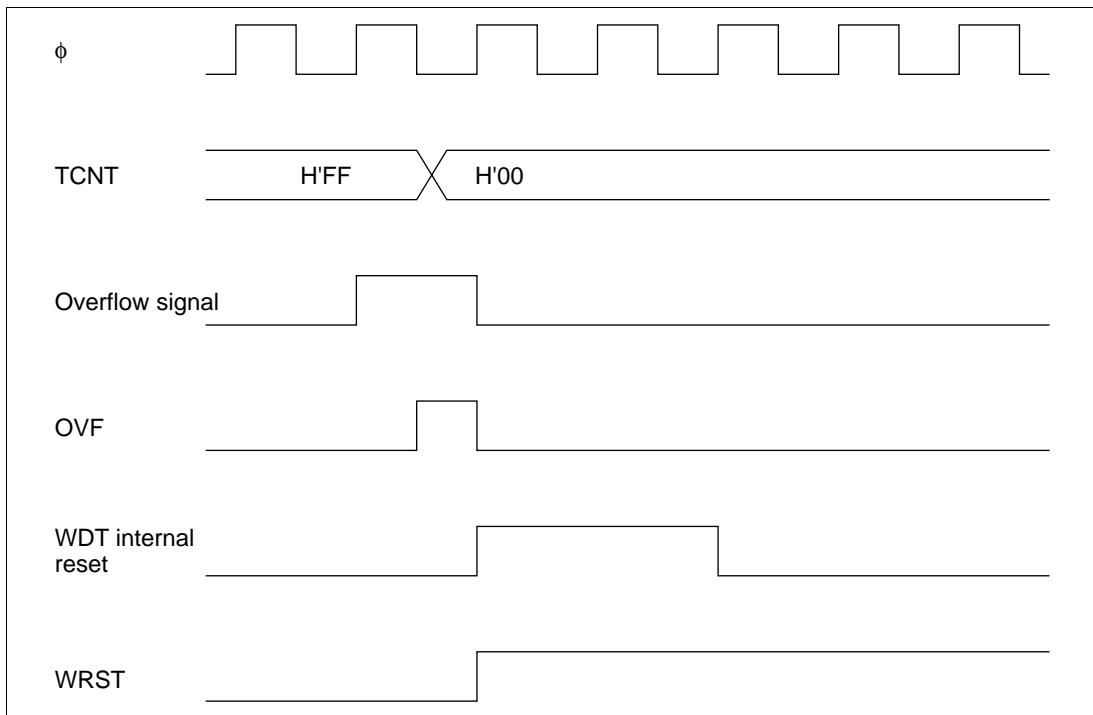 ϕ
TCNT
H'FF
H'00
Overflow signal
OVF
WDT internal
reset
WRST